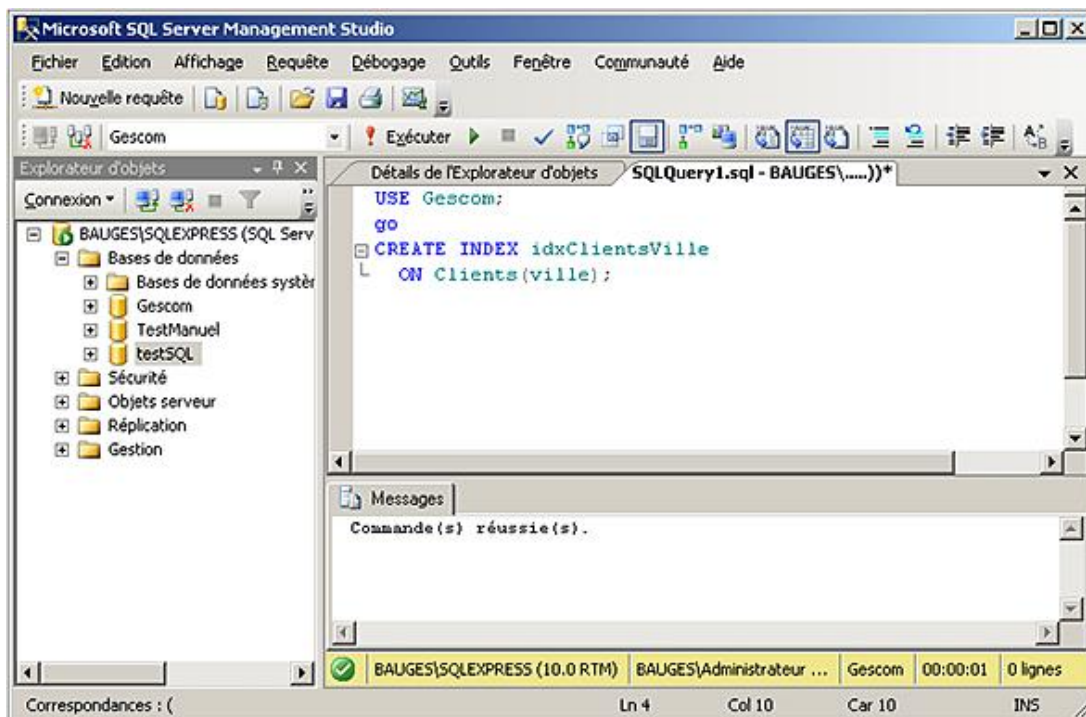 Microsoft SQL Server Management Studio
Fichier Edition Affichage Requête Débogage Outils Fenêtre Communauté Aide
Nouvelle requête
Gescom Exécuter
Explorateur d'objets
Connexion
BAUGES\SQLEXPRESS (SQL Serv
Bases de données
Bases de données systèr
Gescom
TestManuel
testSQL
Sécurité
Objets serveur
Réplication
Gestion
Détails de l'Explorateur d'objets SQLQuery1.sql - BAUGES\.....))*
USE Gescom;
go
CREATE INDEX idxClientsVille
ON Clients(ville);
Messages
Commande(s) réussie(s).
BAUGES\SQLEXPRESS (10.0 RTM) BAUGES\Administrateur ... Gescom 00:00:01 0 lignes
Correspondances : ( Ln 4 Col 10 Car 10 INS